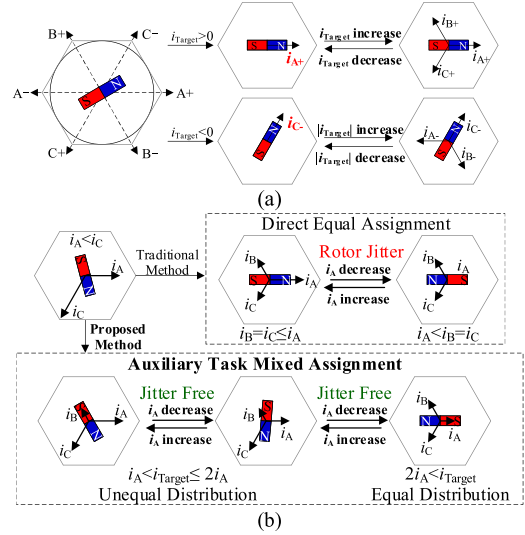 B+ C- i_Target>0 S N i_A+ i_Target increase i_Target decrease i_B+ S N i_A+ i_C+
A- S N A+
C+ B- i_Target<0 N S i_C- |i_Target| increase |i_Target| decrease i_A- N S i_C- i_B-
(a)
Direct Equal Assignment
i_A<i_C S N i_A i_C
Traditional
Method
i_B S N i_A i_C
Rotor Jitter
i_A decrease
i_A increase
i_B N S i_A i_C
i_B=i_C≤i_A
i_A<i_B=i_C
Proposed
Method
Auxiliary Task Mixed Assignment
i_B S N i_A i_C
Jitter Free
i_A decrease
i_A increase
i_B S N i_A i_C
Jitter Free
i_A decrease
i_A increase
i_B N S i_A i_C
i_A<i_Target≤ 2i_A
2i_A<i_Target
Unequal Distribution
Equal Distribution
(b)